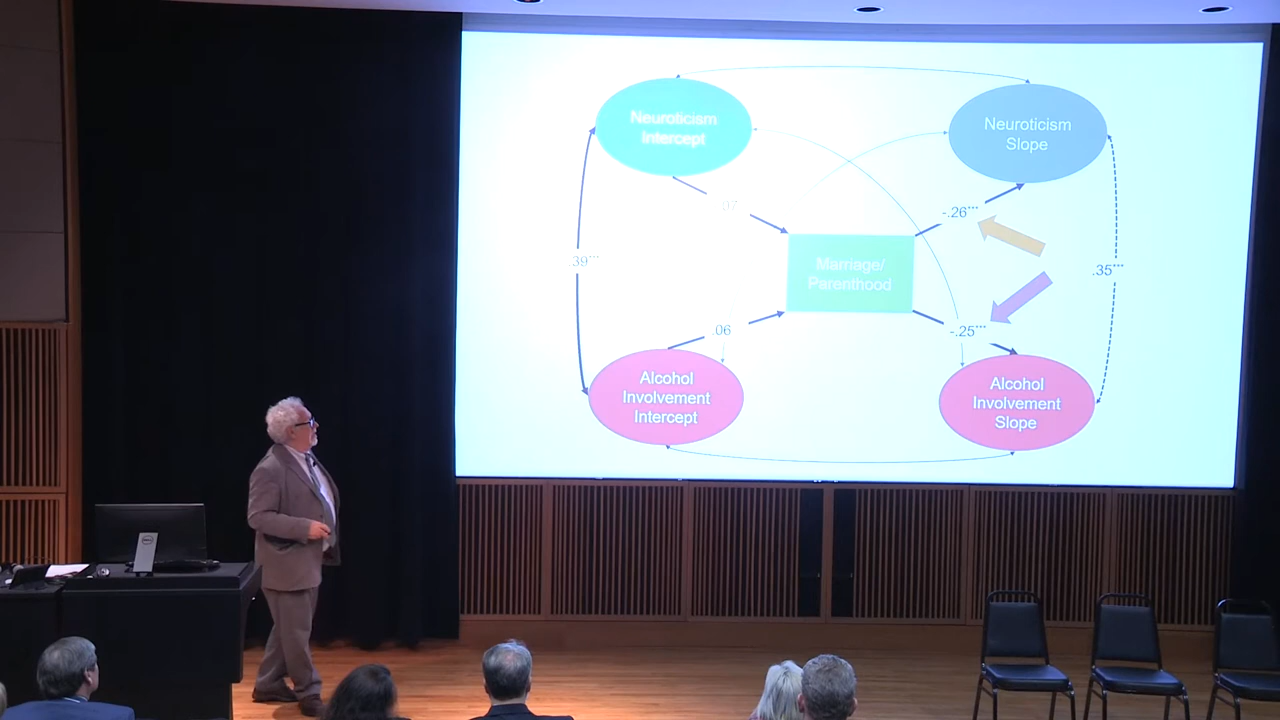 Neuroticism
Intercept
Neuroticism
Slope
.07
-.26***
Marriage/
Parenthood
.39***
.35***
.06
-.25***
Alcohol
Involvement
Intercept
Alcohol
Involvement
Slope